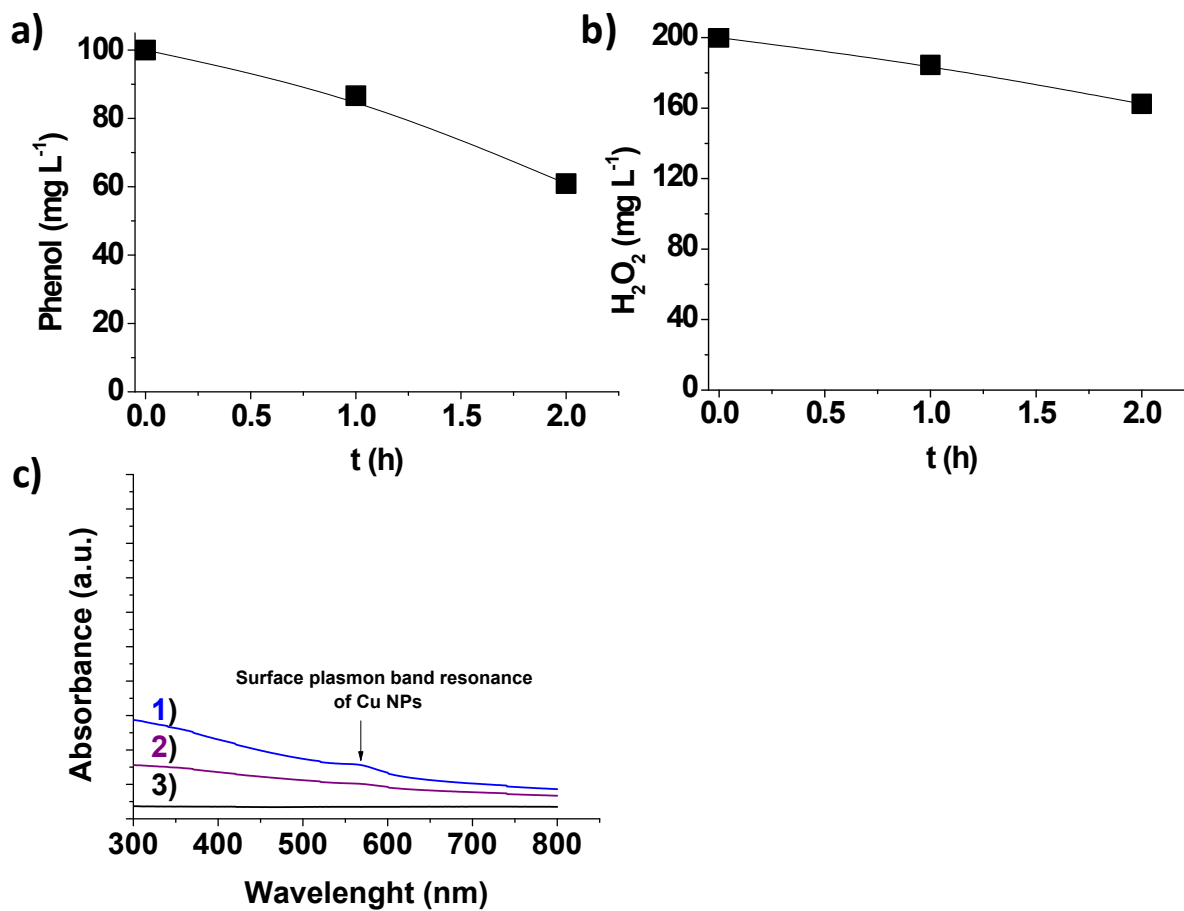 a)
Phenol (mg L⁻¹)
100
80
60
40
20
0
0.0 0.5 1.0 1.5 2.0
t (h)
b)
H₂O₂ (mg L⁻¹)
200
160
120
80
40
0
0.0 0.5 1.0 1.5 2.0
t (h)
c)
Absorbance (a.u.)
Surface plasmon band resonance
of Cu NPs
1)
2)
3)
300 400 500 600 700 800
Wavelenght (nm)